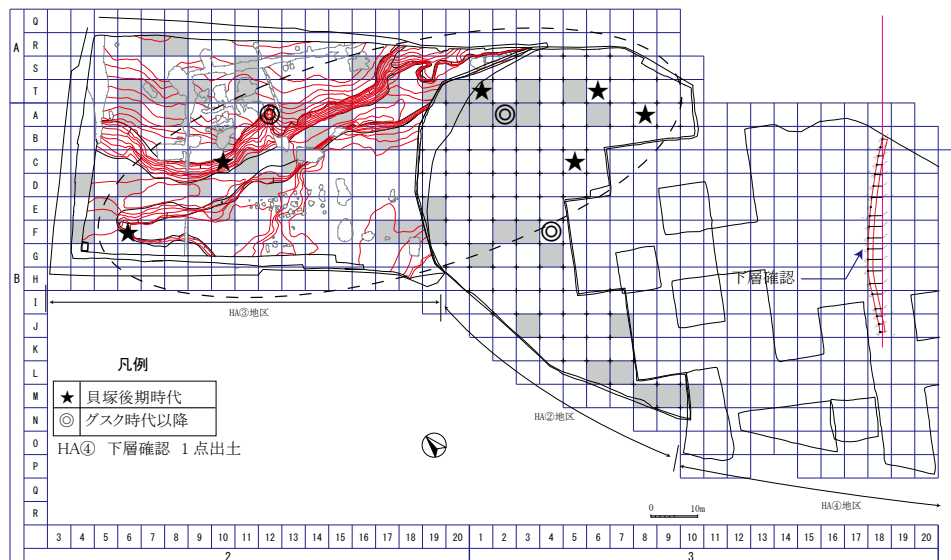 A
B
Q
R
S
T
A
B
C
D
E
F
G
H
I
J
K
L
M
N
O
P
Q
R
下層確認
HA③地区
HA②地区
HA④地区
凡例
★ 貝塚後期時代
◎ グスク時代以降
HA④ 下層確認 1点出土
0 10m
3 4 5 6 7 8 9 10 11 12 13 14 15 16 17 18 19 20 1 2 3 4 5 6 7 8 9 10 11 12 13 14 15 16 17 18 19 20
2 3